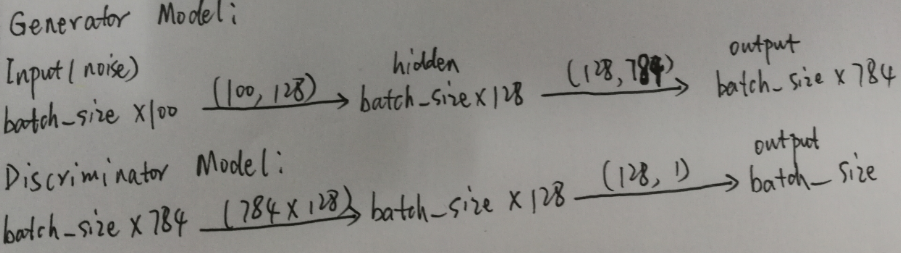 Generator Model:
Input (noise) hidden output
batch_size ×100 (100, 128) batch_size×128 (128, 784) batch_size × 784
Discriminator Model: output
batch_size × 784 (784 × 128) batch_size × 128 (128, 1) batch_size